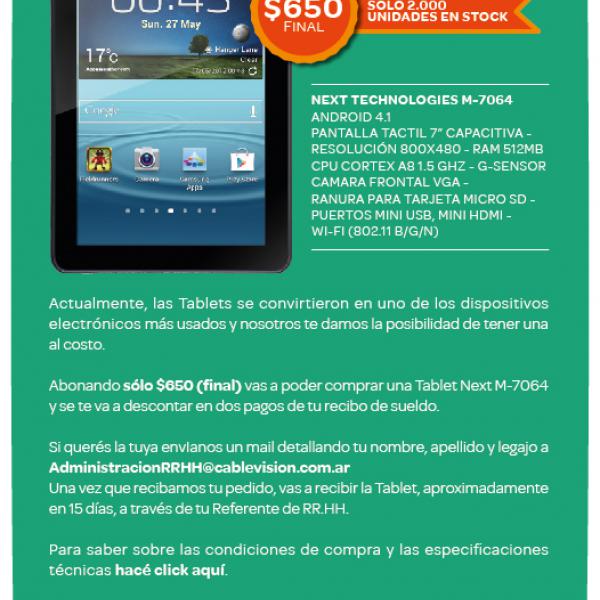 $650
FINAL
SÓLO 2.000
UNIDADES EN STOCK
Sun. 27 May
17°c
Harper Lane
Clear
Google
Fieldrunners
Camera
Samsung
Apps
Play Store
NEXT TECHNOLOGIES M-7064
ANDROID 4.1
PANTALLA TACTIL 7” CAPACITIVA -
RESOLUCIÓN 800X480 - RAM 512MB
CPU CORTEX A8 1.5 GHZ - G-SENSOR
CAMARA FRONTAL VGA -
RANURA PARA TARJETA MICRO SD -
PUERTOS MINI USB, MINI HDMI -
WI-FI (802.11 B/G/N)
Actualmente, las Tablets se convirtieron en uno de los dispositivos
electrónicos más usados y nosotros te damos la posibilidad de tener una
al costo.
Abonando sólo $650 (final) vas a poder comprar una Tablet Next M-7064
y se te va a descontar en dos pagos de tu recibo de sueldo.
Si querés la tuya envíanos un mail detallando tu nombre, apellido y legajo a
AdministracionRRHH@cablevision.com.ar
Una vez que recibamos tu pedido, vas a recibir la Tablet, aproximadamente
en 15 días, a través de tu Referente de RR.HH.
Para saber sobre las condiciones de compra y las especificaciones
técnicas hacé click aquí.